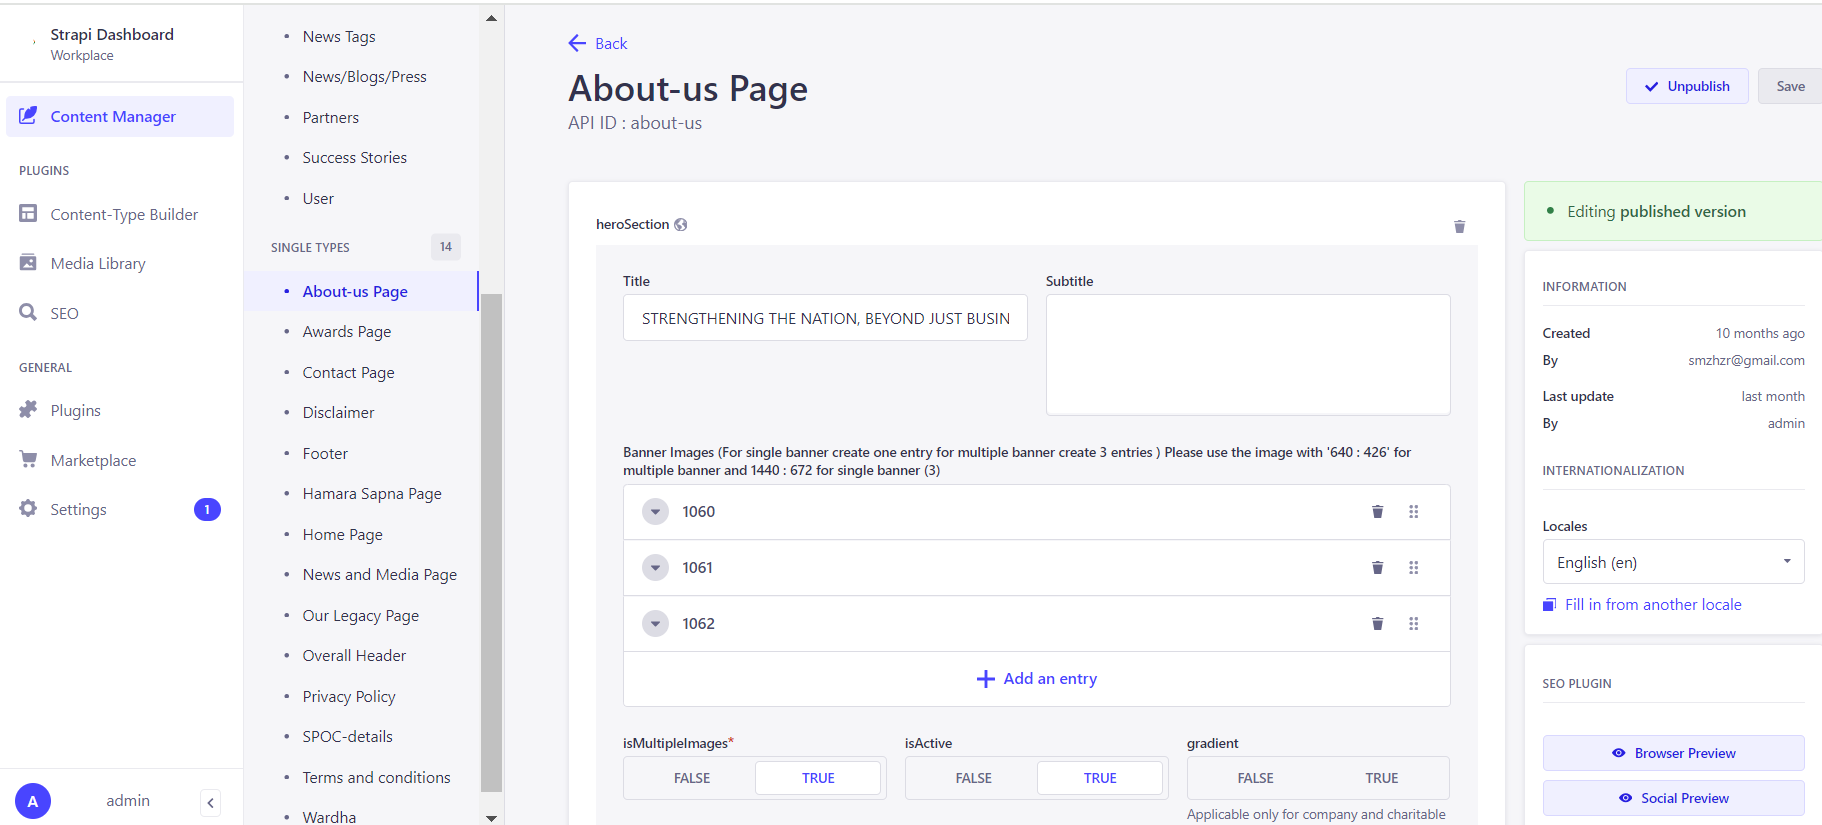 Strapi Dashboard
Workplace
Content Manager
PLUGINS
Content-Type Builder
Media Library
SEO
GENERAL
Plugins
Marketplace
Settings
1
A
admin
News Tags
News/Blogs/Press
Partners
Success Stories
User
SINGLE TYPES
14
About-us Page
Awards Page
Contact Page
Disclaimer
Footer
Hamara Sapna Page
Home Page
News and Media Page
Our Legacy Page
Overall Header
Privacy Policy
SPOC-details
Terms and conditions
Wardha
Back
About-us Page
API ID : about-us
Unpublish
Save
heroSection
Title
Subtitle
STRENGTHENING THE NATION, BEYOND JUST BUSIN
Banner Images (For single banner create one entry for multiple banner create 3 entries ) Please use the image with '640 : 426' for
multiple banner and 1440 : 672 for single banner (3)
1060
1061
1062
Add an entry
isMultipleImages*
FALSE TRUE
isActive
FALSE TRUE
gradient
FALSE TRUE
Applicable only for company and charitable
Editing published version
INFORMATION
Created 10 months ago
By smzhzr@gmail.com
Last update last month
By admin
INTERNATIONALIZATION
Locales
English (en)
Fill in from another locale
SEO PLUGIN
Browser Preview
Social Preview